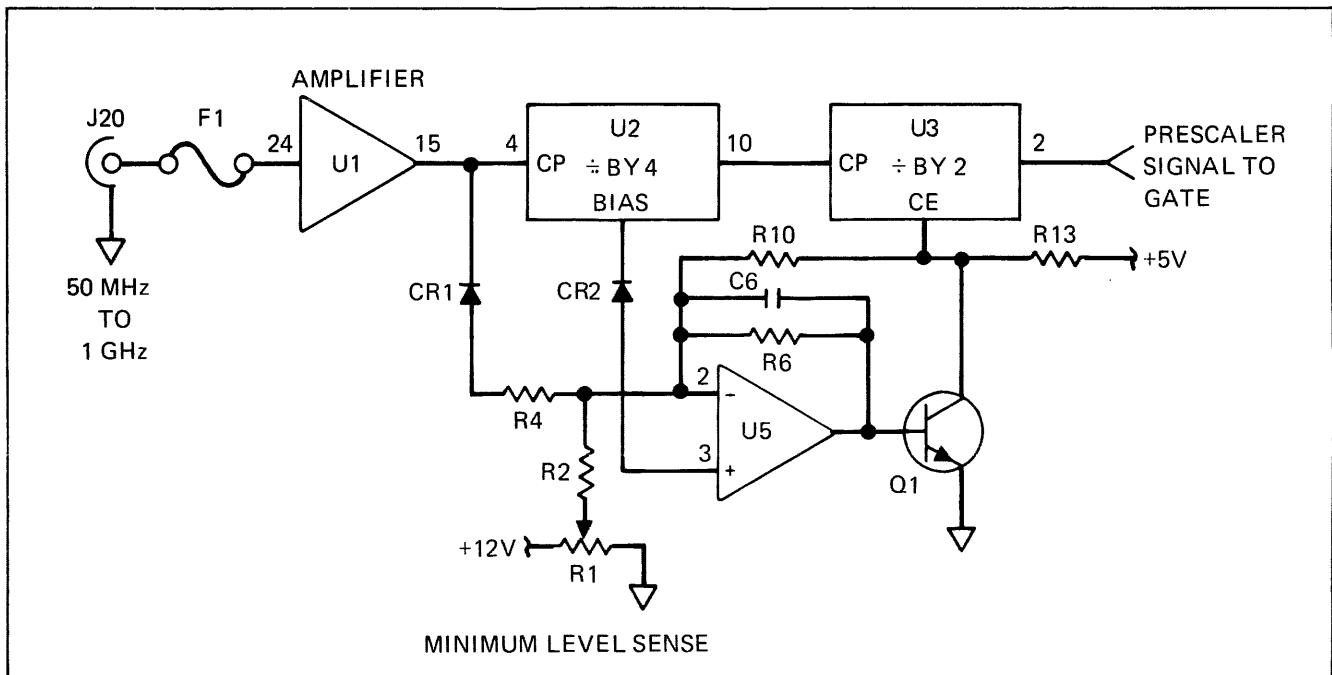 AMPLIFIER
J20
F1
24
U1
15
4
CP
U2
÷ BY 4
BIAS
10
CP
U3
÷ BY 2
CE
2
PRESCALER
SIGNAL TO
GATE
50 MHz
TO
1 GHz
CR1
CR2
R10
R13
+5V
C6
R6
R4
2
−
U5
3
+
Q1
R2
+12V
R1
MINIMUM LEVEL SENSE